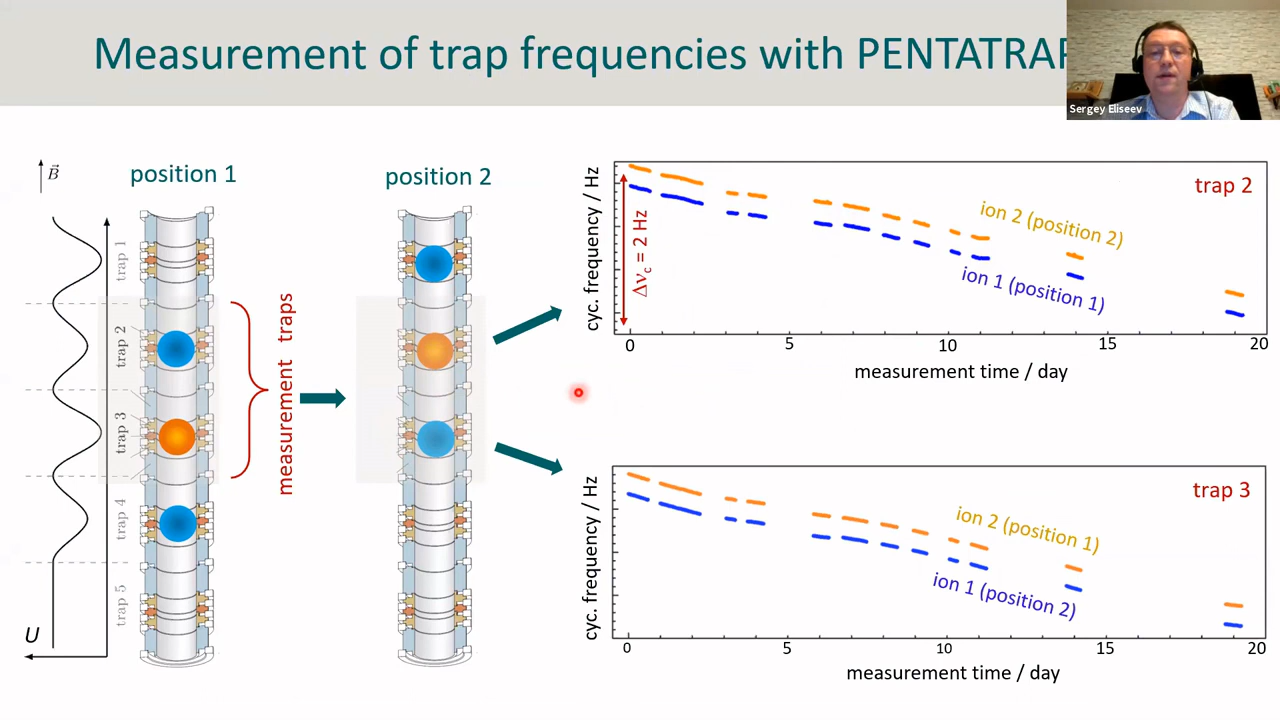 Measurement of trap frequencies with PENTATRAP
Sergey Eliseev
B
position 1
trap 1
trap 2
trap 3
trap 4
trap 5
U
measurement traps
position 2
cyc. frequency / Hz
Δνc = 2 Hz
trap 2
ion 2 (position 2)
ion 1 (position 1)
0 5 10 15 20
measurement time / day
cyc. frequency / Hz
trap 3
ion 2 (position 1)
ion 1 (position 2)
0 5 10 15 20
measurement time / day